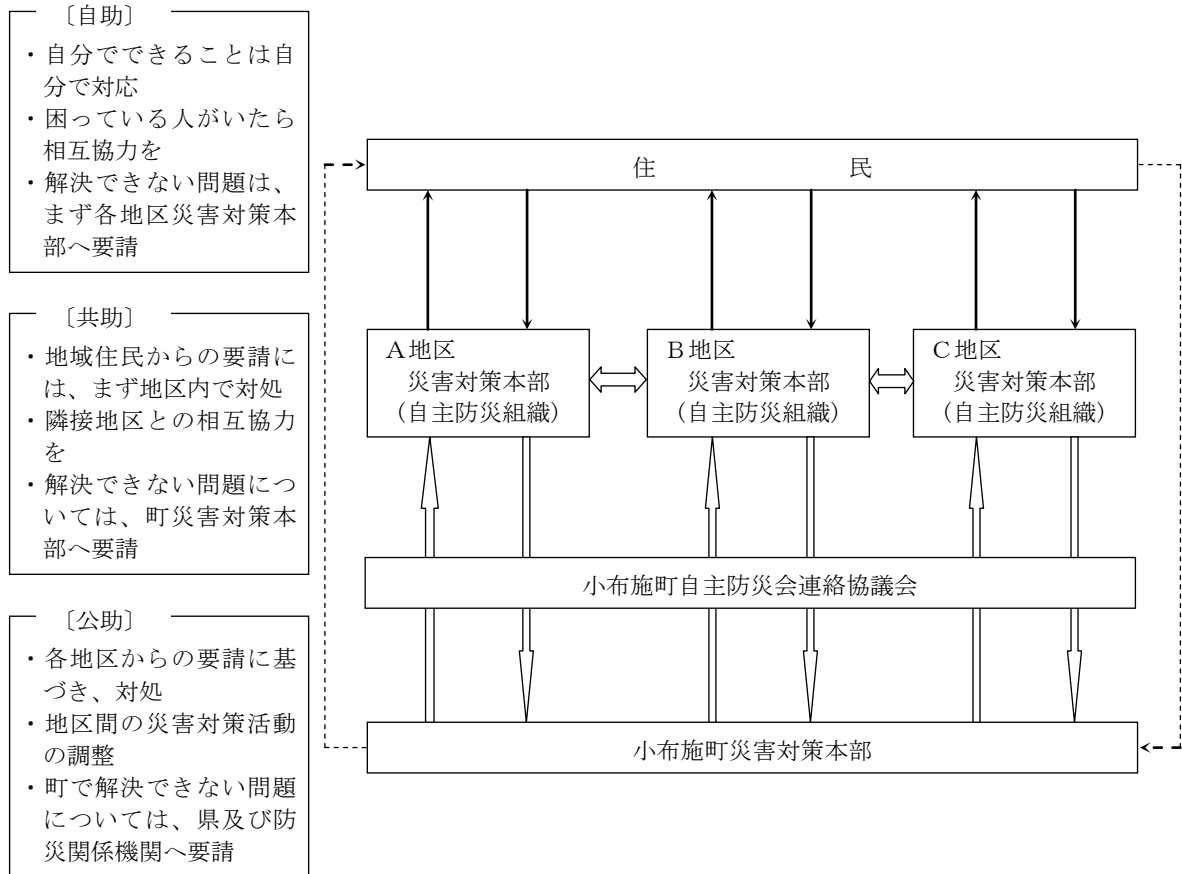 〔自助〕
・自分でできることは自
分で対応
・困っている人がいたら
相互協力を
・解決できない問題は、
まず各地区災害対策本
部へ要請
〔共助〕
・地域住民からの要請に
は、まず地区内で対処
・隣接地区との相互協力
を
・解決できない問題につ
いては、町災害対策本
部へ要請
〔公助〕
・各地区からの要請に基
づき、対処
・地区間の災害対策活動
の調整
・町で解決できない問題
については、県及び防
災関係機関へ要請
住民
A地区
災害対策本部
（自主防災組織）
B地区
災害対策本部
（自主防災組織）
C地区
災害対策本部
（自主防災組織）
小布施町自主防災会連絡協議会
小布施町災害対策本部